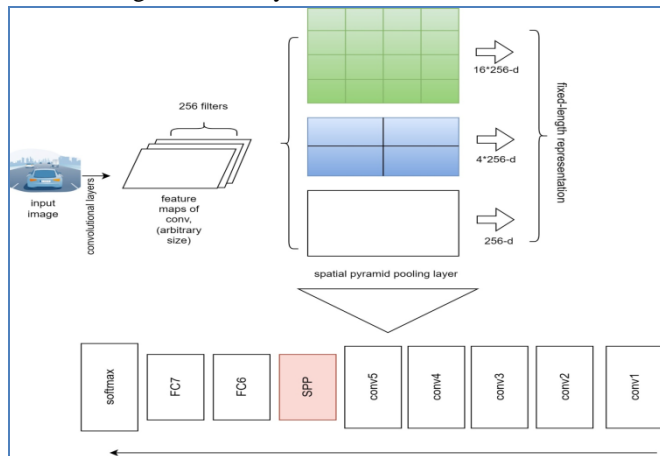 16*256-d
256 filters
4*256-d
fixed-length representation
input
image
convolutional layers
feature
maps of
conv,
(arbitrary
size)
256-d
spatial pyramid pooling layer
softmax
FC7
FC6
SPP
conv5
conv4
conv3
conv2
conv1